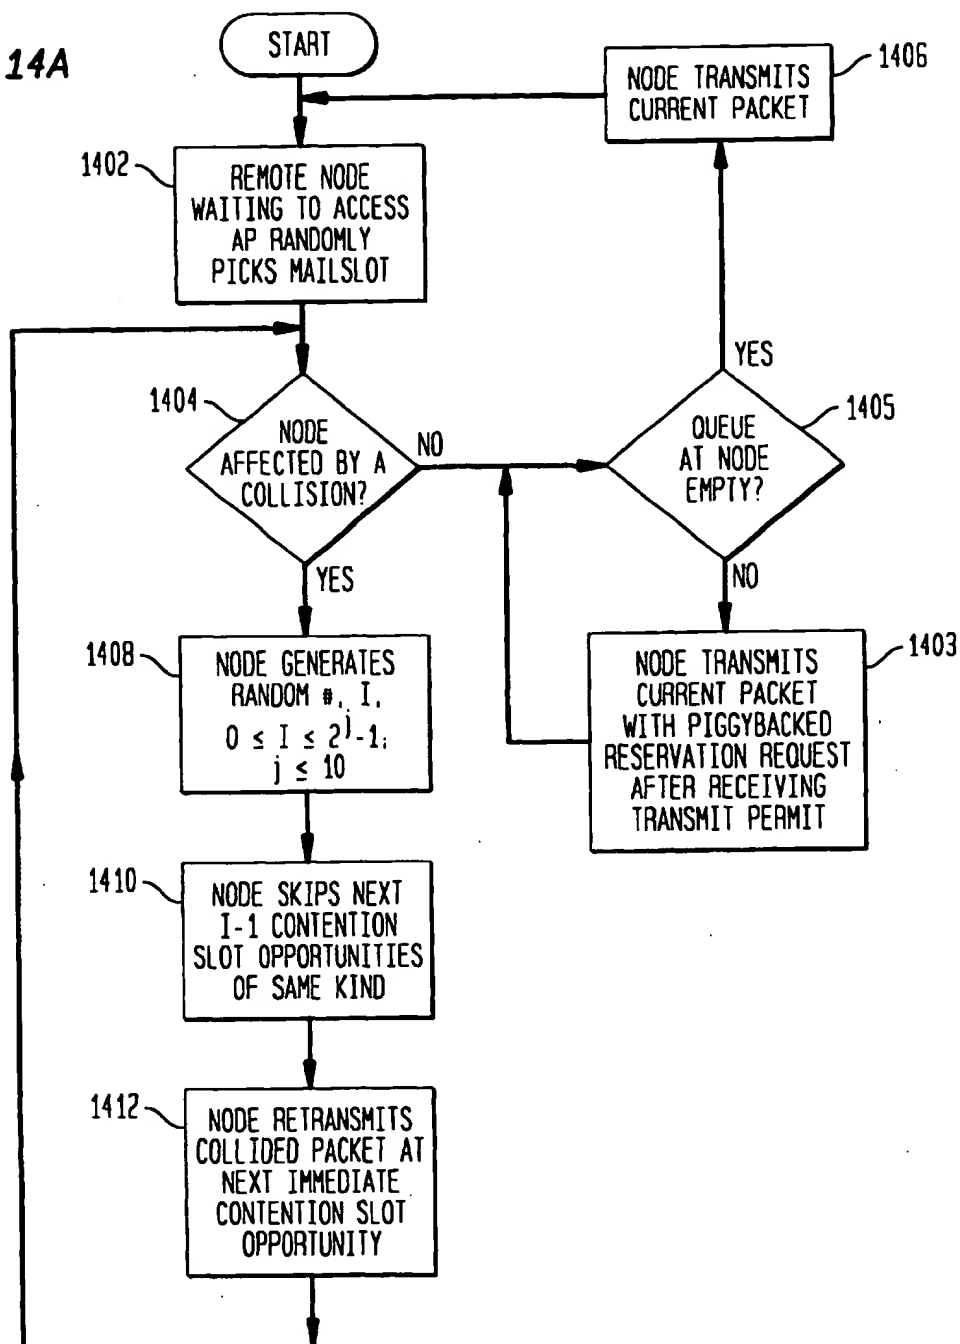 14A
START
1406
NODE TRANSMITS
CURRENT PACKET
1402
REMOTE NODE
WAITING TO ACCESS
AP RANDOMLY
PICKS MAILSLOT
1404
NODE
AFFECTED BY A
COLLISION?
NO
YES
1405
QUEUE
AT NODE
EMPTY?
YES
NO
1403
NODE TRANSMITS
CURRENT PACKET
WITH PIGGYBACKED
RESERVATION REQUEST
AFTER RECEIVING
TRANSMIT PERMIT
1408
NODE GENERATES
RANDOM #, I,
0 ≤ I ≤ 2^j-1;
j ≤ 10
1410
NODE SKIPS NEXT
I-1 CONTENTION
SLOT OPPORTUNITIES
OF SAME KIND
1412
NODE RETRANSMITS
COLLIDED PACKET AT
NEXT IMMEDIATE
CONTENTION SLOT
OPPORTUNITY